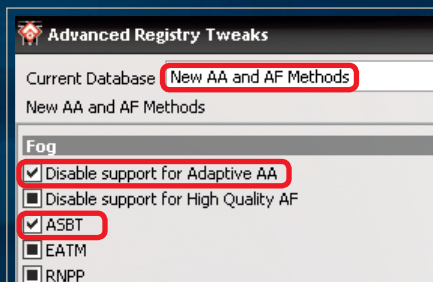 Advanced Registry Tweaks
Current Database New AA and AF Methods
New AA and AF Methods
Fog
Disable support for Adaptive AA
Disable support for High Quality AF
ASBT
EATM
RNPP